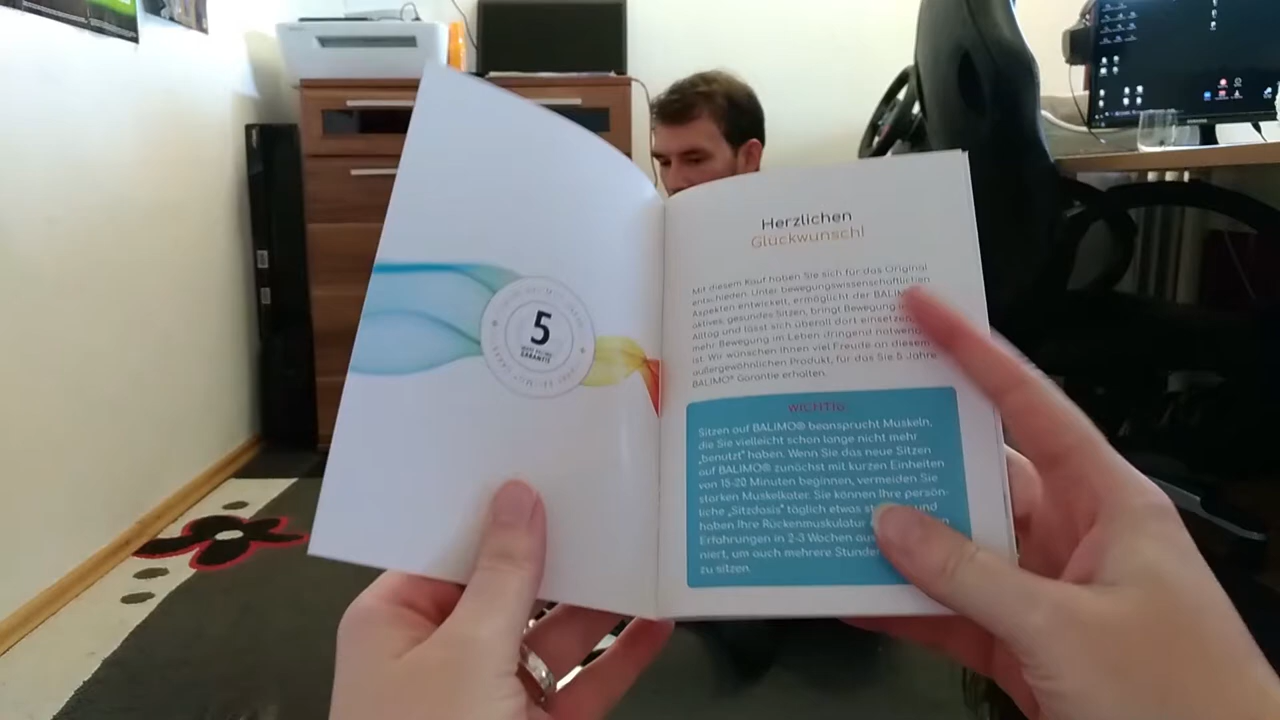 5
GARANTIE
Herzlichen
Glückwunsch!
Mit diesem Kauf haben Sie sich für das Original
entschieden. Unter bewegungswissenschaftlichen
Aspekten entwickelt, ermöglicht der BALIMO
aktives, gesundes Sitzen, bringt Bewegung
Alltag und lässt sich überall dort einsetzen,
mehr Bewegung im Leben dringend notwendig
ist. Wir wünschen Ihnen viel Freude an diesem
außergewöhnlichen Produkt, für das Sie 5 Jahre
BALIMO® Garantie erhalten.
WICHTIG
Sitzen auf BALIMO® beansprucht Muskeln,
die Sie vielleicht schon lange nicht mehr
„benutzt" haben. Wenn Sie das neue Sitzen
auf BALIMO® zunächst mit kurzen Einheiten
von 15-20 Minuten beginnen, vermeiden Sie
starken Muskelkater. Sie können Ihre persön-
liche „Sitzdosis" täglich etwas und
haben Ihre Rückenmuskulatur
Erfahrungen in 2-3 Wochen
niert, um auch mehrere Stunden
zu sitzen.